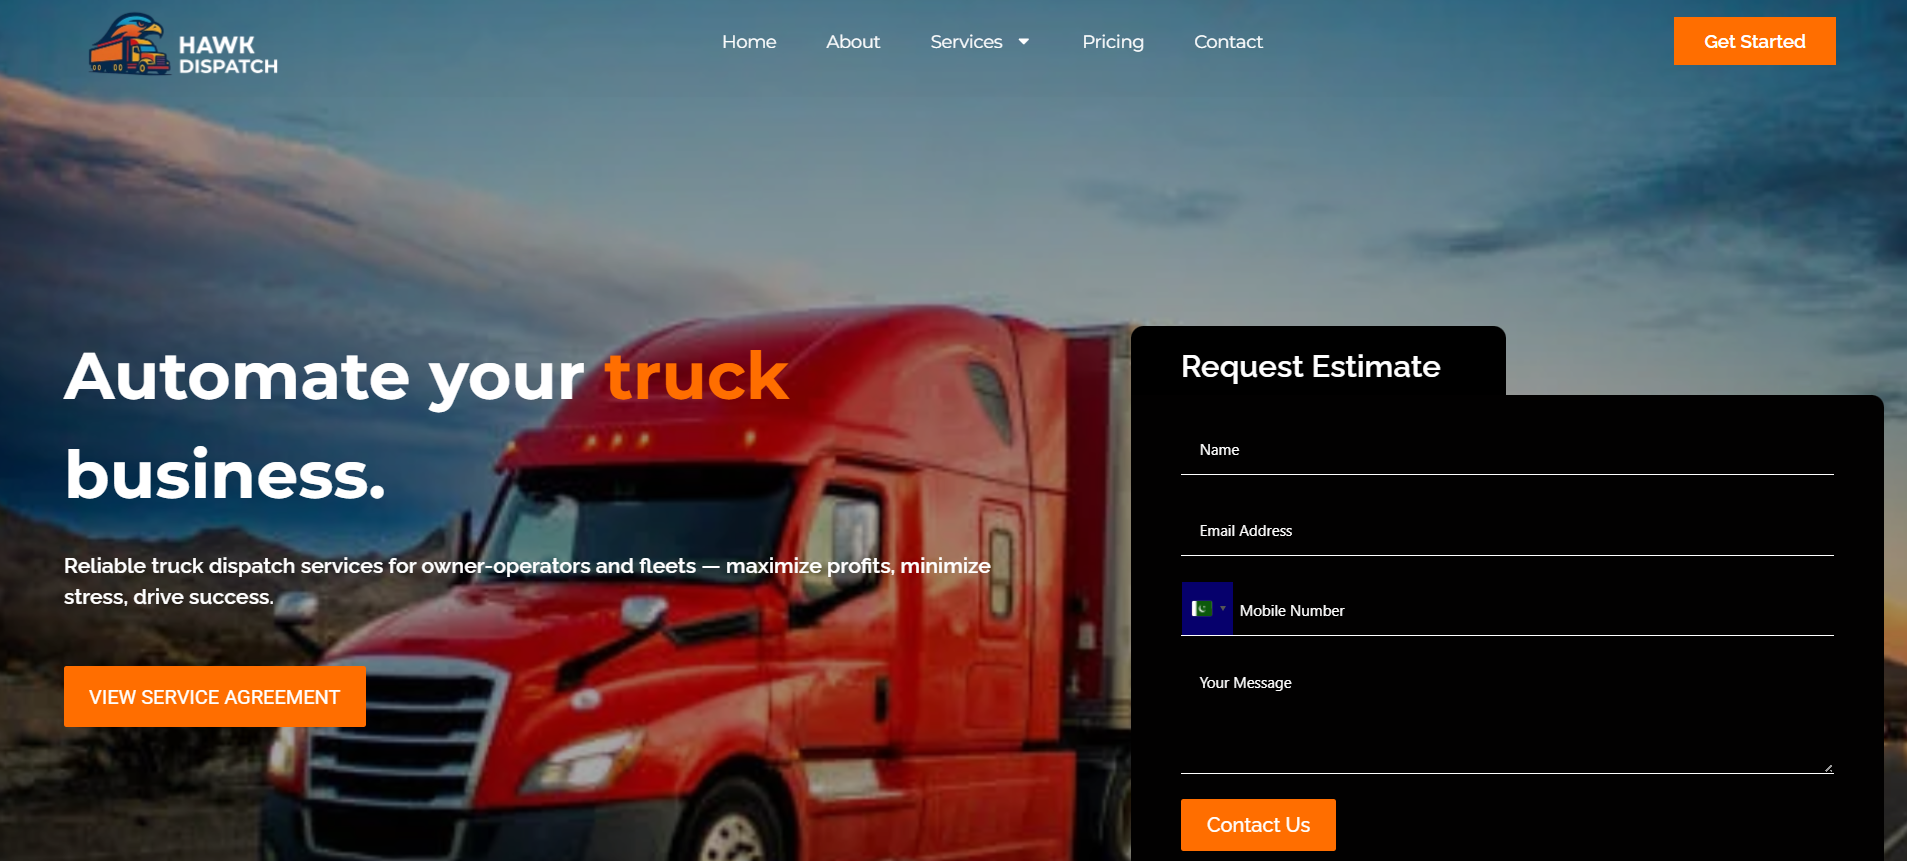 HAWK
DISPATCH
Home About Services Pricing Contact
Get Started
Automate your truck
business.
Reliable truck dispatch services for owner-operators and fleets — maximize profits, minimize
stress, drive success.
VIEW SERVICE AGREEMENT
Request Estimate
Name
Email Address
Mobile Number
Your Message
Contact Us